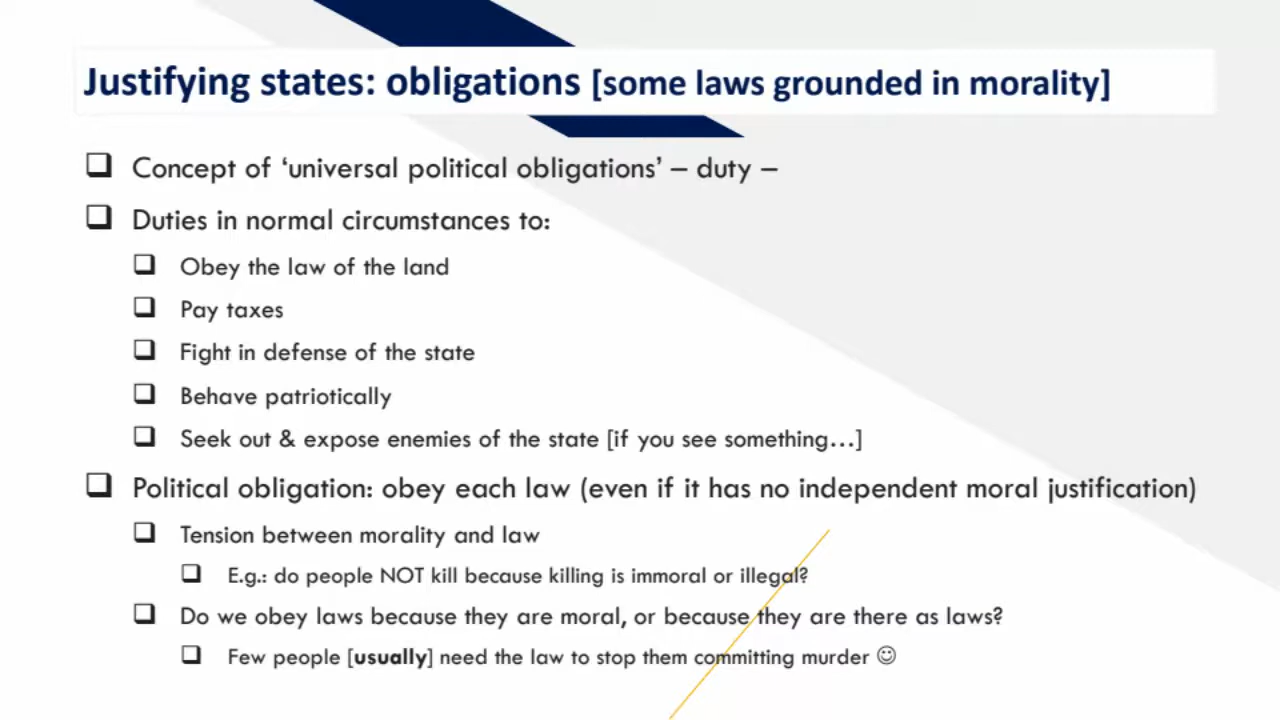 Justifying states: obligations [some laws grounded in morality]
Concept of ‘universal political obligations’ – duty –
Duties in normal circumstances to:
Obey the law of the land
Pay taxes
Fight in defense of the state
Behave patriotically
Seek out & expose enemies of the state [if you see something…]
Political obligation: obey each law (even if it has no independent moral justification)
Tension between morality and law
E.g.: do people NOT kill because killing is immoral or illegal?
Do we obey laws because they are moral, or because they are there as laws?
Few people [usually] need the law to stop them committing murder ☺